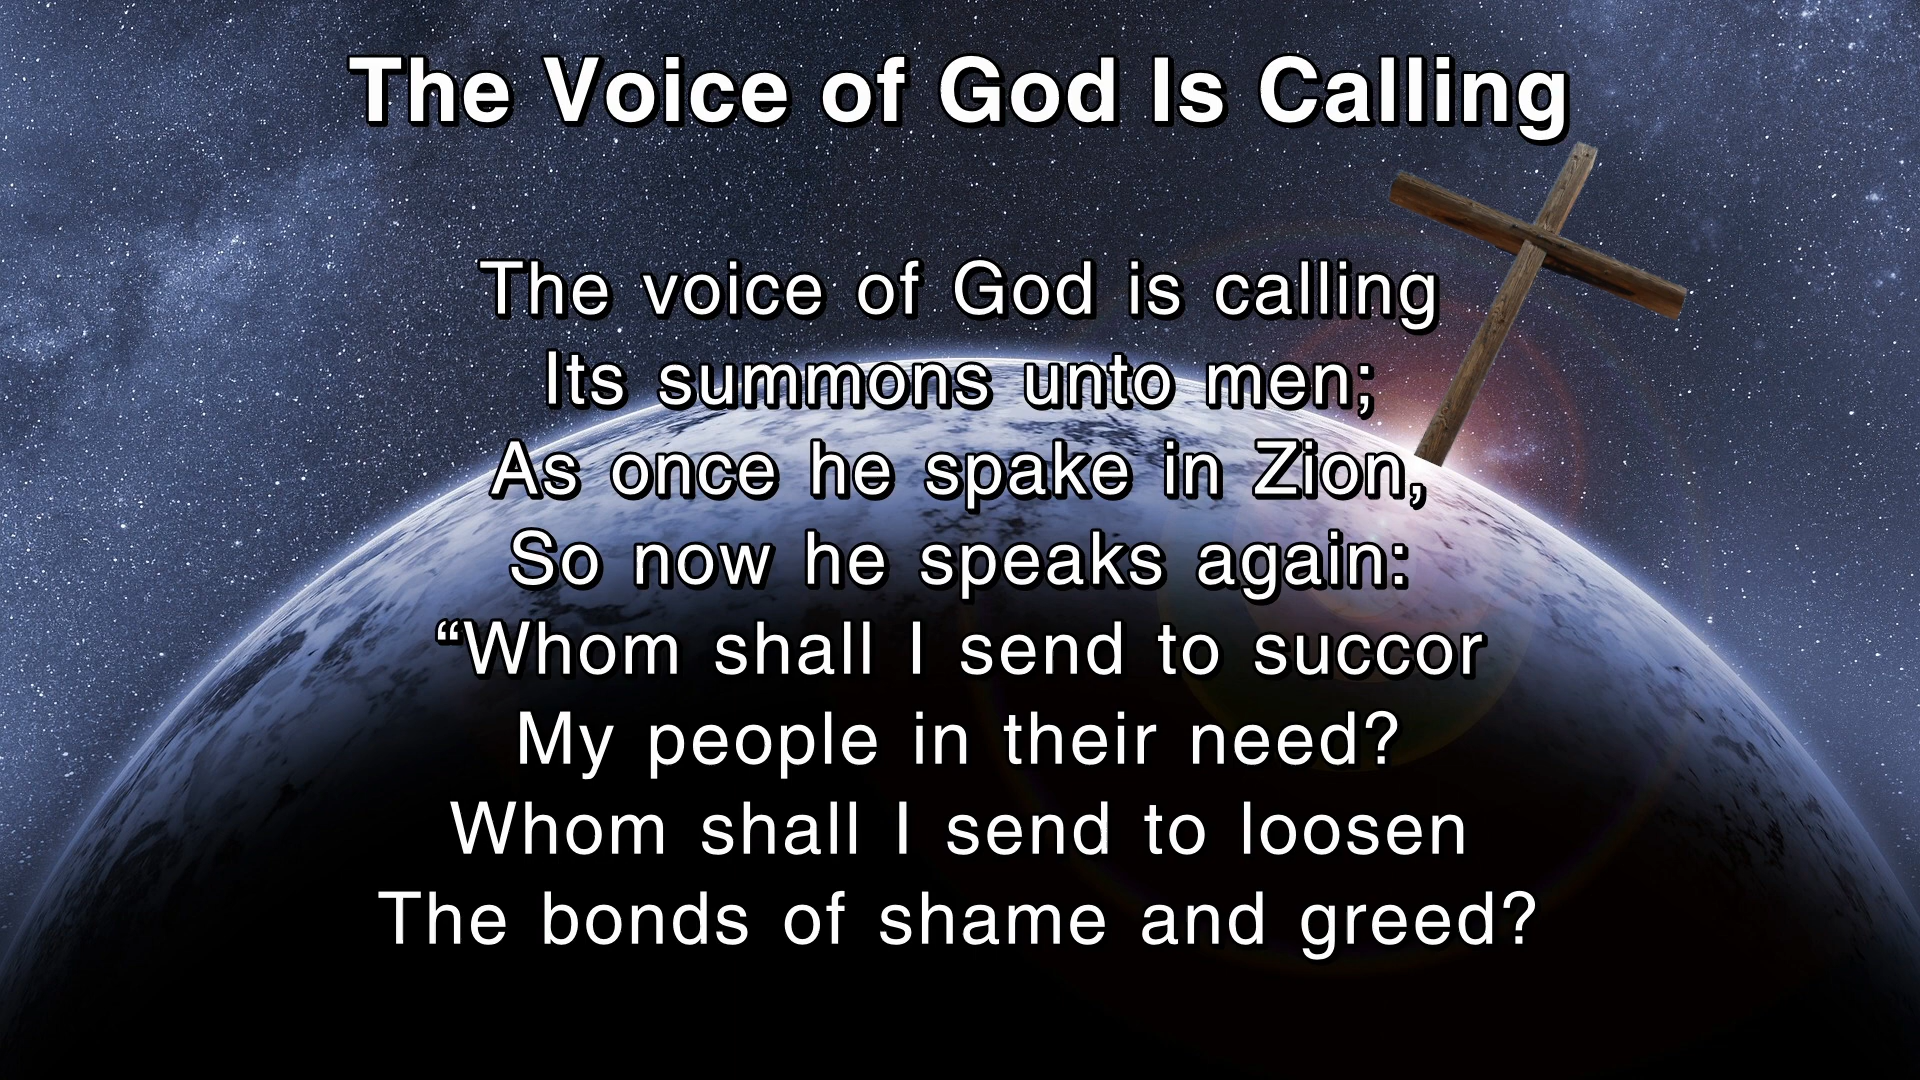 The Voice of God Is Calling
The voice of God is calling
Its summons unto men;
As once he spake in Zion,
So now he speaks again:
“Whom shall I send to succor
My people in their need?
Whom shall I send to loosen
The bonds of shame and greed?